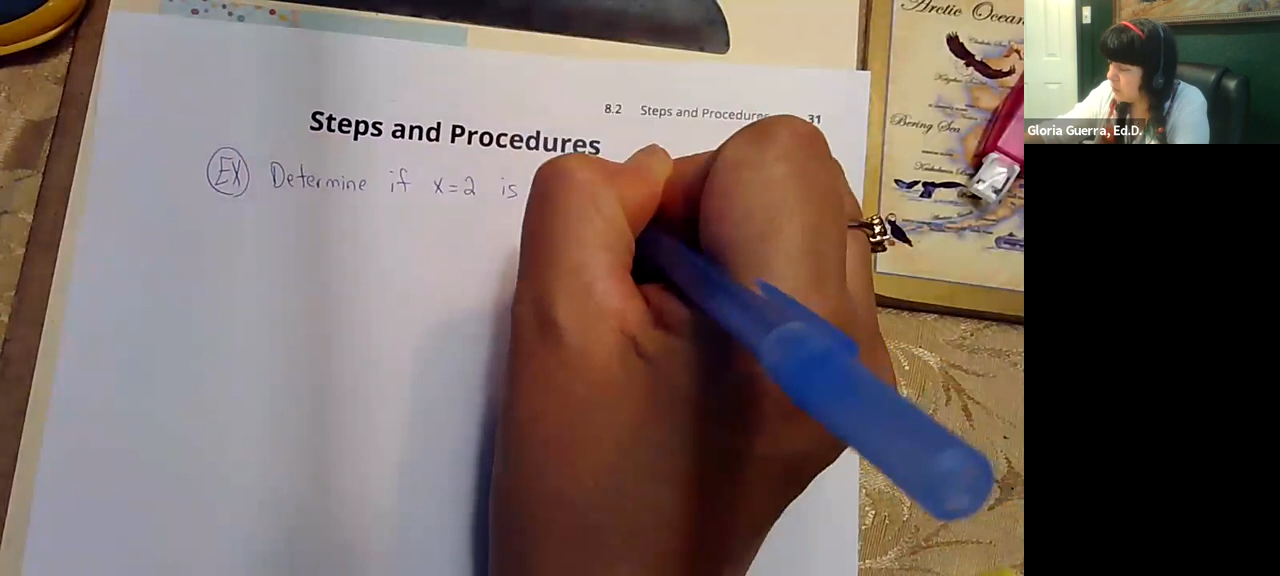 8.2 Steps and Procedures 31
Steps and Procedures
EX Determine if x=2 is
Arctic Ocean
Bering Sea
Gloria Guerra, Ed.D.